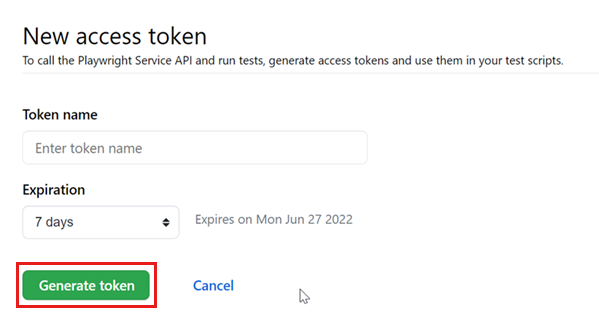 New access token
To call the Playwright Service API and run tests, generate access tokens and use them in your test scripts.
Token name
Enter token name
Expiration
7 days
Expires on Mon Jun 27 2022
Generate token
Cancel